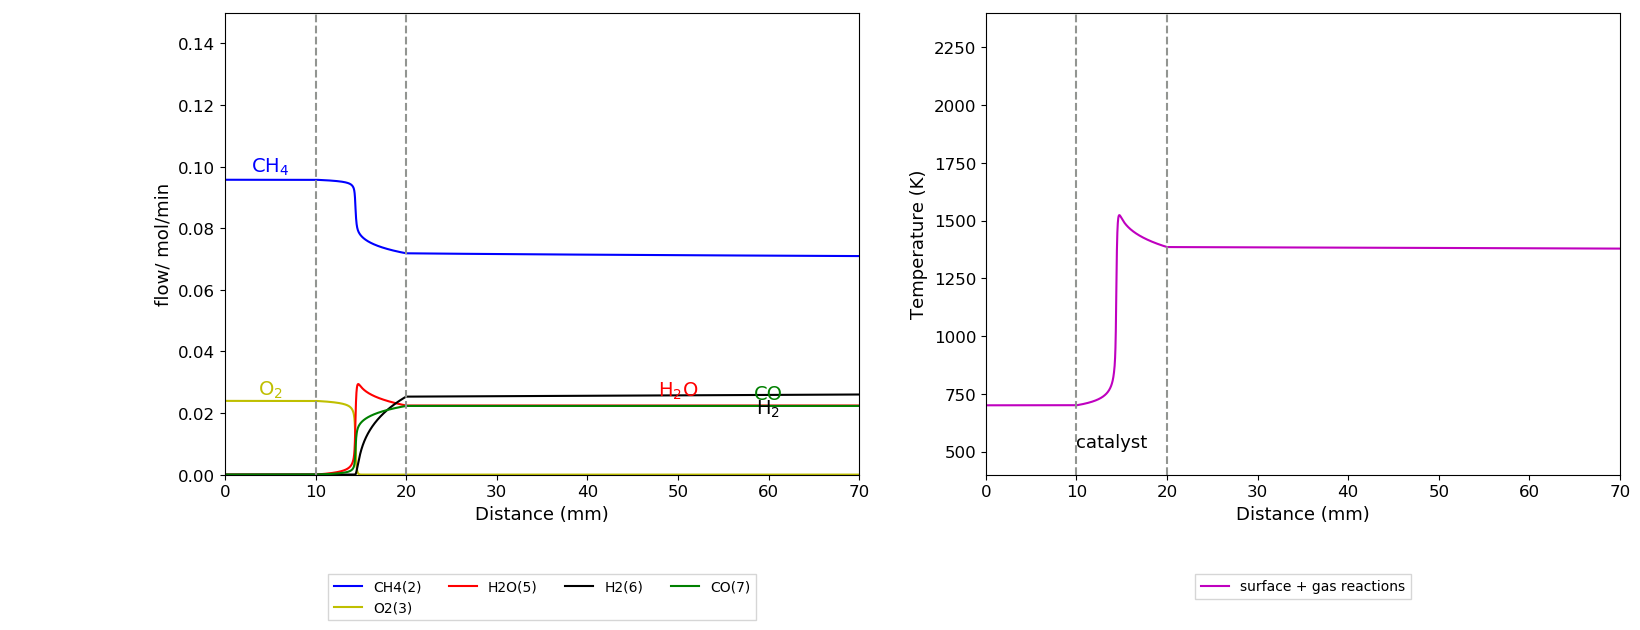 0.14
0.12
0.10
0.08
0.06
0.04
0.02
0.00
flow/ mol/min
CH₄
O₂
H₂O
CO
H₂
0 10 20 30 40 50 60 70
Distance (mm)
CH4(2) H2O(5) H2(6) CO(7)
O2(3)
2250
2000
1750
1500
1250
1000
750
500
Temperature (K)
catalyst
0 10 20 30 40 50 60 70
Distance (mm)
surface + gas reactions